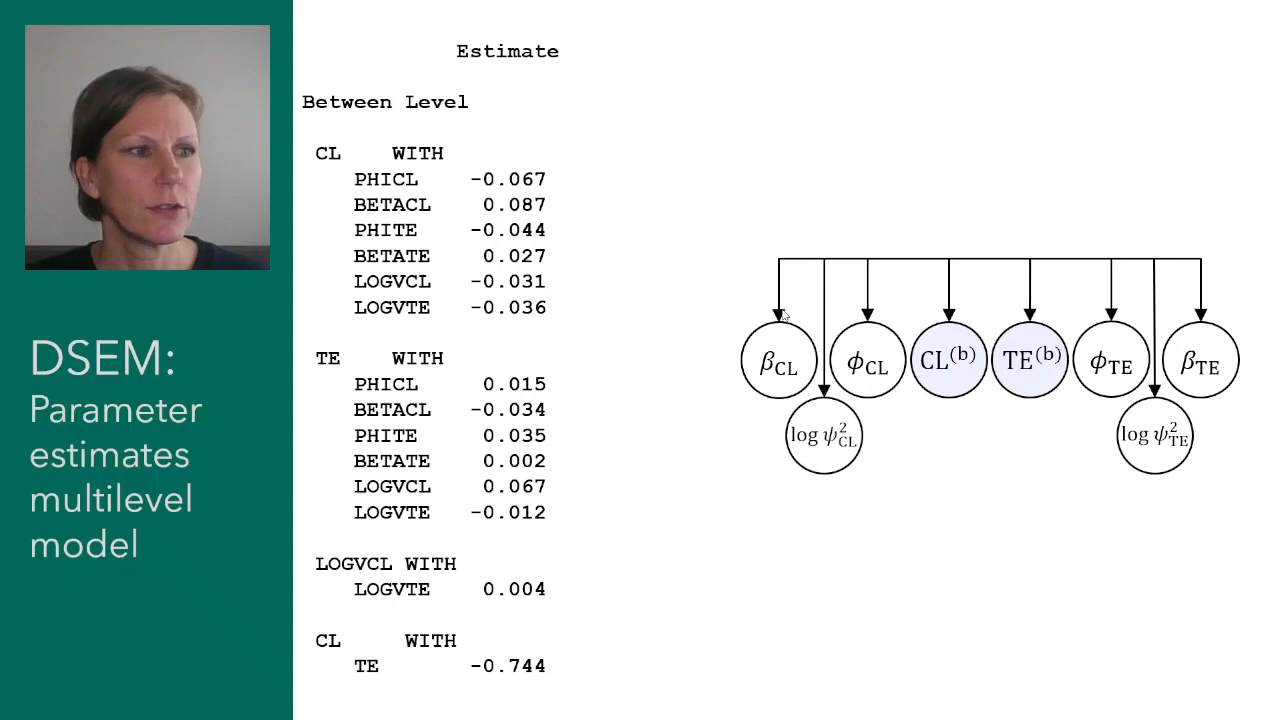 DSEM:
Parameter
estimates
multilevel
model
Estimate
Between Level
CL WITH
PHICL -0.067
BETACL 0.087
PHITE -0.044
BETATE 0.027
LOGVCL -0.031
LOGVTE -0.036
TE WITH
PHICL 0.015
BETACL -0.034
PHITE 0.035
BETATE 0.002
LOGVCL 0.067
LOGVTE -0.012
LOGVCL WITH
LOGVTE 0.004
CL WITH
TE -0.744
β_CL ϕ_CL CL^(b) TE^(b) ϕ_TE β_TE
log ψ²_CL log ψ²_TE